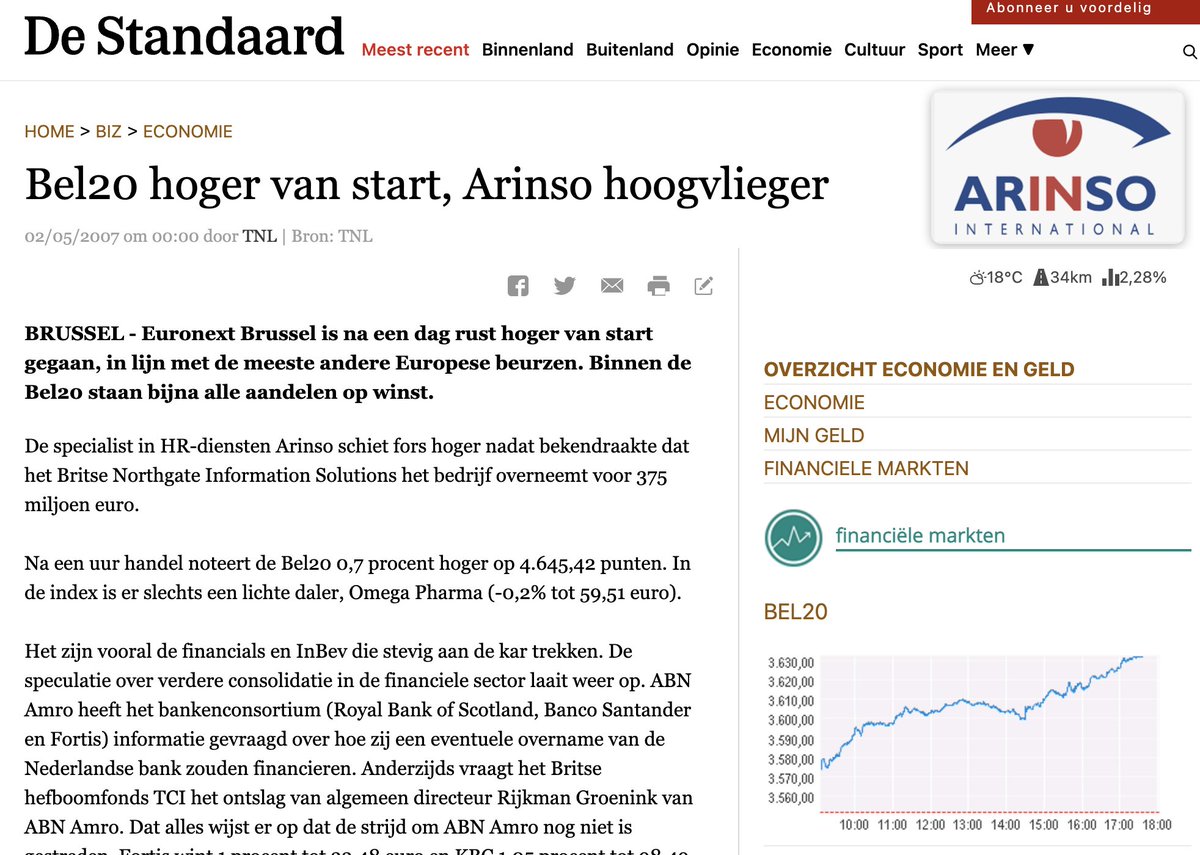 Abonneer u voordelig
De Standaard
Meest recent Binnenland Buitenland Opinie Economie Cultuur Sport Meer ▼
HOME > BIZ > ECONOMIE
Bel20 hoger van start, Arinso hoogvlieger
02/05/2007 om 00:00 door TNL | Bron: TNL
ARINSO
INTERNATIONAL
18°C 34km 2,28%
BRUSSEL - Euronext Brussel is na een dag rust hoger van start
gegaan, in lijn met de meeste andere Europese beurzen. Binnen de
Bel20 staan bijna alle aandelen op winst.
De specialist in HR-diensten Arinso schiet fors hoger nadat bekendraakte dat
het Britse Northgate Information Solutions het bedrijf overneemt voor 375
miljoen euro.
Na een uur handel noteert de Bel20 0,7 procent hoger op 4.645,42 punten. In
de index is er slechts een lichte daler, Omega Pharma (-0,2% tot 59,51 euro).
Het zijn vooral de financials en InBev die stevig aan de kar trekken. De
speculatie over verdere consolidatie in de financiele sector laait weer op. ABN
Amro heeft het bankenconsortium (Royal Bank of Scotland, Banco Santander
en Fortis) informatie gevraagd over hoe zij een eventuele overname van de
Nederlandse bank zouden financieren. Anderzijds vraagt het Britse
hefboomfonds TCI het ontslag van algemeen directeur Rijkman Groenink van
ABN Amro. Dat alles wijst er op dat de strijd om ABN Amro nog niet is
OVERZICHT ECONOMIE EN GELD
ECONOMIE
MIJN GELD
FINANCIELE MARKTEN
financiële markten
BEL20
3.630,00
3.620,00
3.610,00
3.600,00
3.590,00
3.580,00
3.570,00
3.560,00
10:00 11:00 12:00 13:00 14:00 15:00 16:00 17:00 18:00